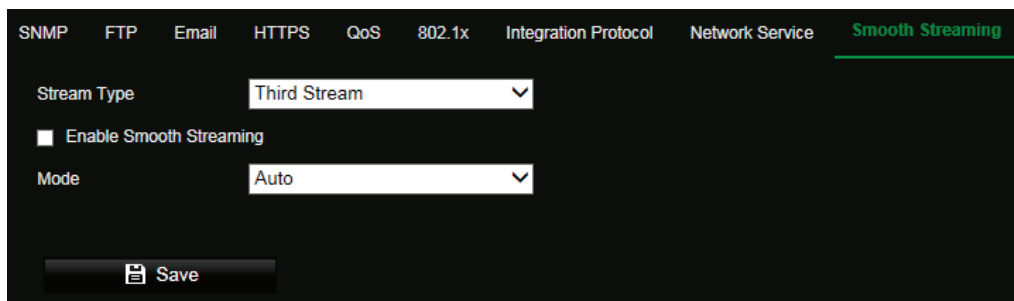 SNMP FTP Email HTTPS QoS 802.1x Integration Protocol Network Service Smooth Streaming
Stream Type Third Stream
Enable Smooth Streaming
Mode Auto
Save